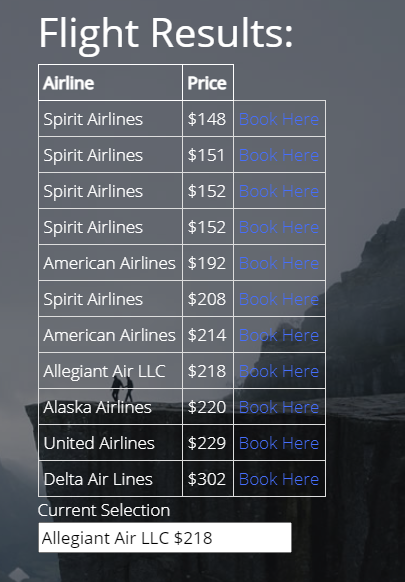 Flight Results:
Airline Price
Spirit Airlines $148 Book Here
Spirit Airlines $151 Book Here
Spirit Airlines $152 Book Here
Spirit Airlines $152 Book Here
American Airlines $192 Book Here
Spirit Airlines $208 Book Here
American Airlines $214 Book Here
Allegiant Air LLC $218 Book Here
Alaska Airlines $220 Book Here
United Airlines $229 Book Here
Delta Air Lines $302 Book Here
Current Selection
Allegiant Air LLC $218